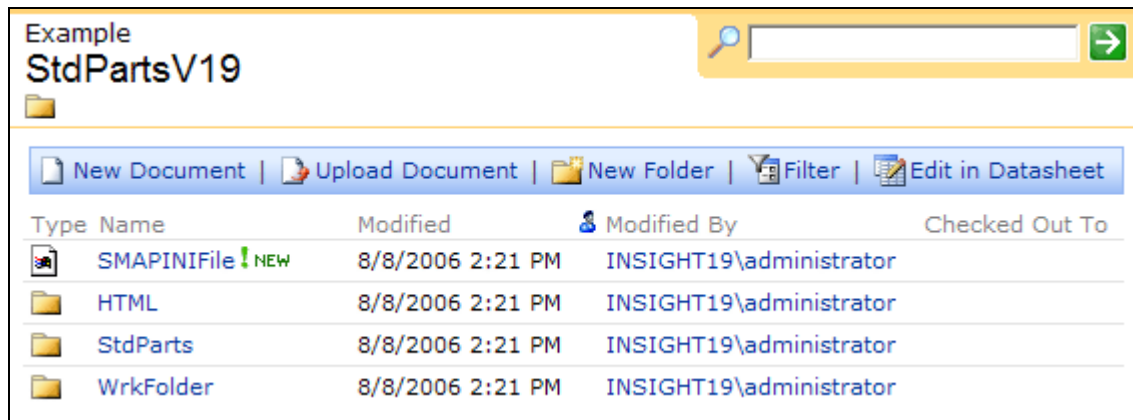 Example
StdPartsV19
New Document | Upload Document | New Folder | Filter | Edit in Datasheet
Type Name Modified Modified By Checked Out To
SMAPINIFile ! NEW 8/8/2006 2:21 PM INSIGHT19\administrator
HTML 8/8/2006 2:21 PM INSIGHT19\administrator
StdParts 8/8/2006 2:21 PM INSIGHT19\administrator
WrkFolder 8/8/2006 2:21 PM INSIGHT19\administrator